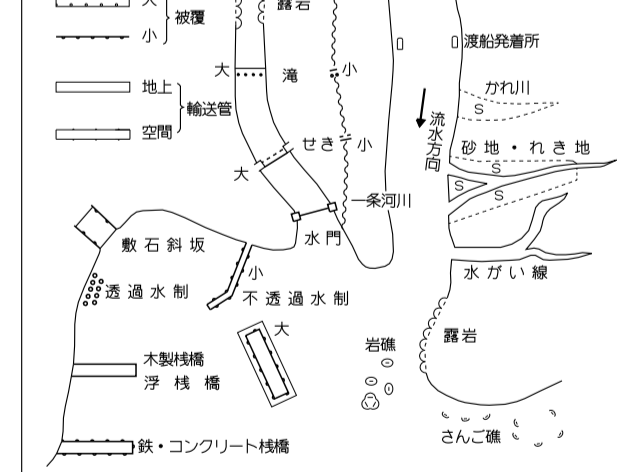 大
被覆
小
露岩
渡船発着所
大
滝
小
地上
輸送管
空間
かれ川
S
流水方向
せき
小
砂地・れき地
S
S
S
大
一条河川
水門
敷石斜坂
小
水がい線
透過水制
不透過水制
大
露岩
岩礁
木製桟橋
浮桟橋
さんご礁
鉄・コンクリート桟橋